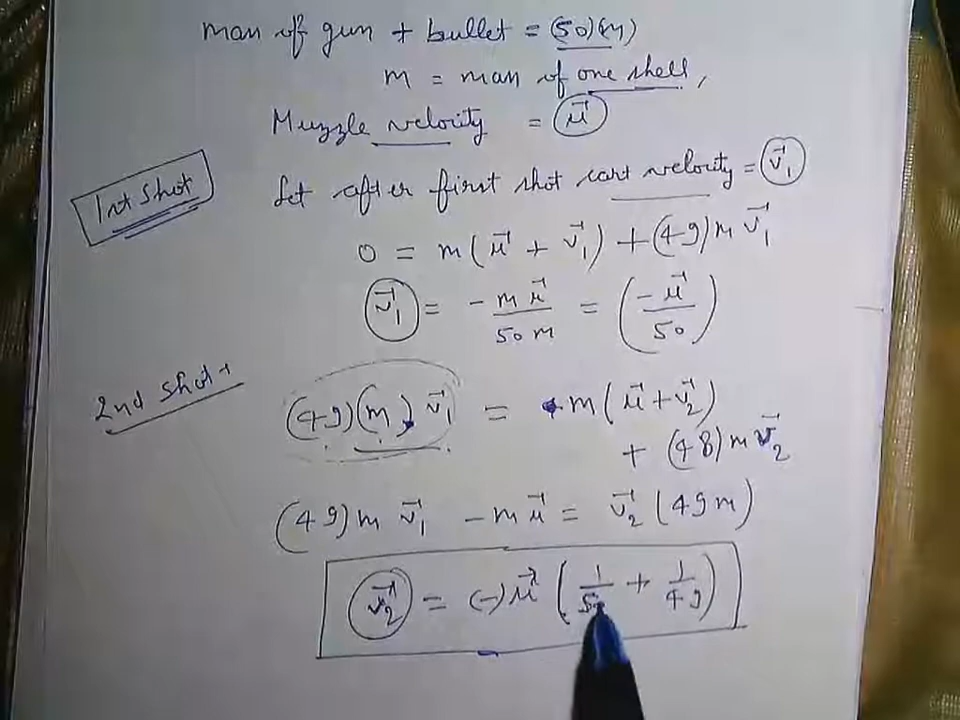 mass of gun + bullet = (50)(m)
m = mass of one shell,
Muzzle velocity = u⃗
1st Shot
Let after first shot cart velocity = v⃗₁
0 = m(u⃗ + v⃗₁) + (49)m v⃗₁
v⃗₁ = - m u⃗ / 50 m = (- u⃗ / 50)
2nd Shot →
(49)(m) v⃗₁ = m(u⃗ + v⃗₂)
+ (48) m v⃗₂
(49)m v⃗₁ - m u⃗ = v⃗₂ (49m)
v⃗₂ = (-) u⃗ (1/50 + 1/49)